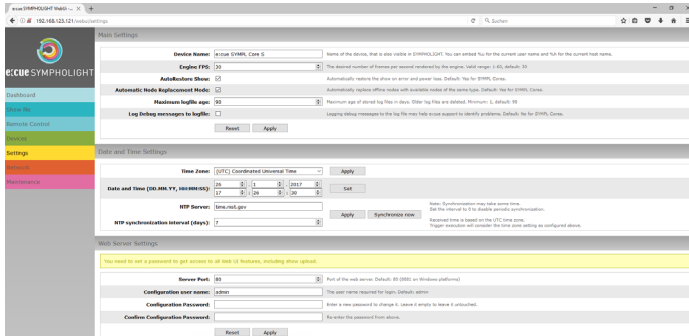 e:cue SYMPHOLIGHT WebUI - ...
192.168.123.121/webui/settings
Suchen
e:cue SYMPHOLIGHT
Dashboard
Show file
Remote Control
Devices
Settings
Network
Maintenance
Main Settings
Device Name: e:cue SYMPL Core S Name of the device, that is also visible in SYMPHOLIGHT. You can embed %u for the current user name and %h for the current host name.
Engine FPS: 30 The desired number of frames per second rendered by the engine. Valid range: 1-60, default: 30
AutoRestore Show: Automatically restore the show on error and power loss. Default: Yes for SYMPL Cores.
Automatic Node Replacement Mode: Automatically replace offline nodes with available nodes of the same type. Default: Yes for SYMPL Cores.
Maximum logfile age: 90 Maximum age of stored log files in days. Older log files are deleted. Minimum: 1, default: 90
Log Debug messages to logfile: Logging debug messages to the log file may help e:cue support to identify problems. Default: No for SYMPL Cores.
Reset Apply
Date and Time Settings
Time Zone: (UTC) Coordinated Universal Time Apply
Date and Time (DD.MM.YY, HH:MM:SS): 26 . 1 . 2017
17 : 26 : 30
Set
NTP Server: time.nist.gov
NTP synchronization interval (days): 7
Apply Synchronize now
Note: Synchronization may take some time.
Set the interval to 0 to disable periodic synchronization.
Received time is based on the UTC time zone.
Trigger execution will consider the time zone setting as configured above.
Web Server Settings
You need to set a password to get access to all Web UI features, including show upload.
Server Port: 80 Port of the web server. Default: 80 (8081 on Windows platforms)
Configuration user name: admin The user name required for login. Default: admin
Configuration Password: Enter a new password to change it. Leave it empty to leave it untouched.
Confirm Configuration Password: Re-enter the password from above.
Reset Apply